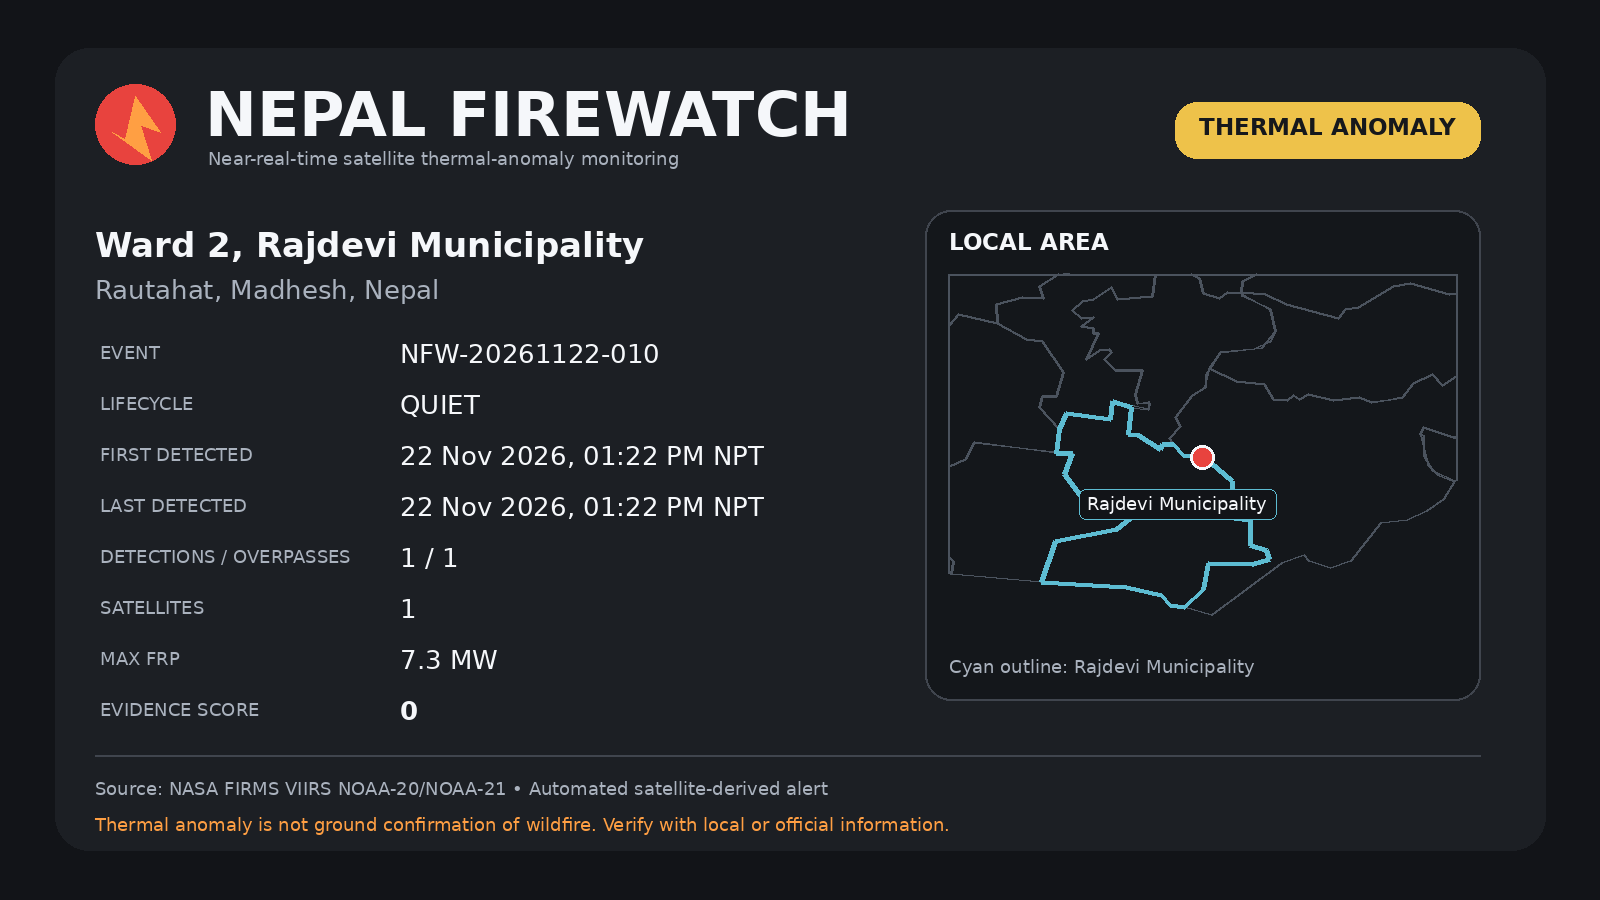 NEPAL FIREWATCH
Near-real-time satellite thermal-anomaly monitoring
THERMAL ANOMALY
Ward 2, Rajdevi Municipality
Rautahat, Madhesh, Nepal
EVENT NFW-20261122-010
LIFECYCLE QUIET
FIRST DETECTED 22 Nov 2026, 01:22 PM NPT
LAST DETECTED 22 Nov 2026, 01:22 PM NPT
DETECTIONS / OVERPASSES 1 / 1
SATELLITES 1
MAX FRP 7.3 MW
EVIDENCE SCORE 0
LOCAL AREA
Rajdevi Municipality
Cyan outline: Rajdevi Municipality
Source: NASA FIRMS VIIRS NOAA-20/NOAA-21 • Automated satellite-derived alert
Thermal anomaly is not ground confirmation of wildfire. Verify with local or official information.